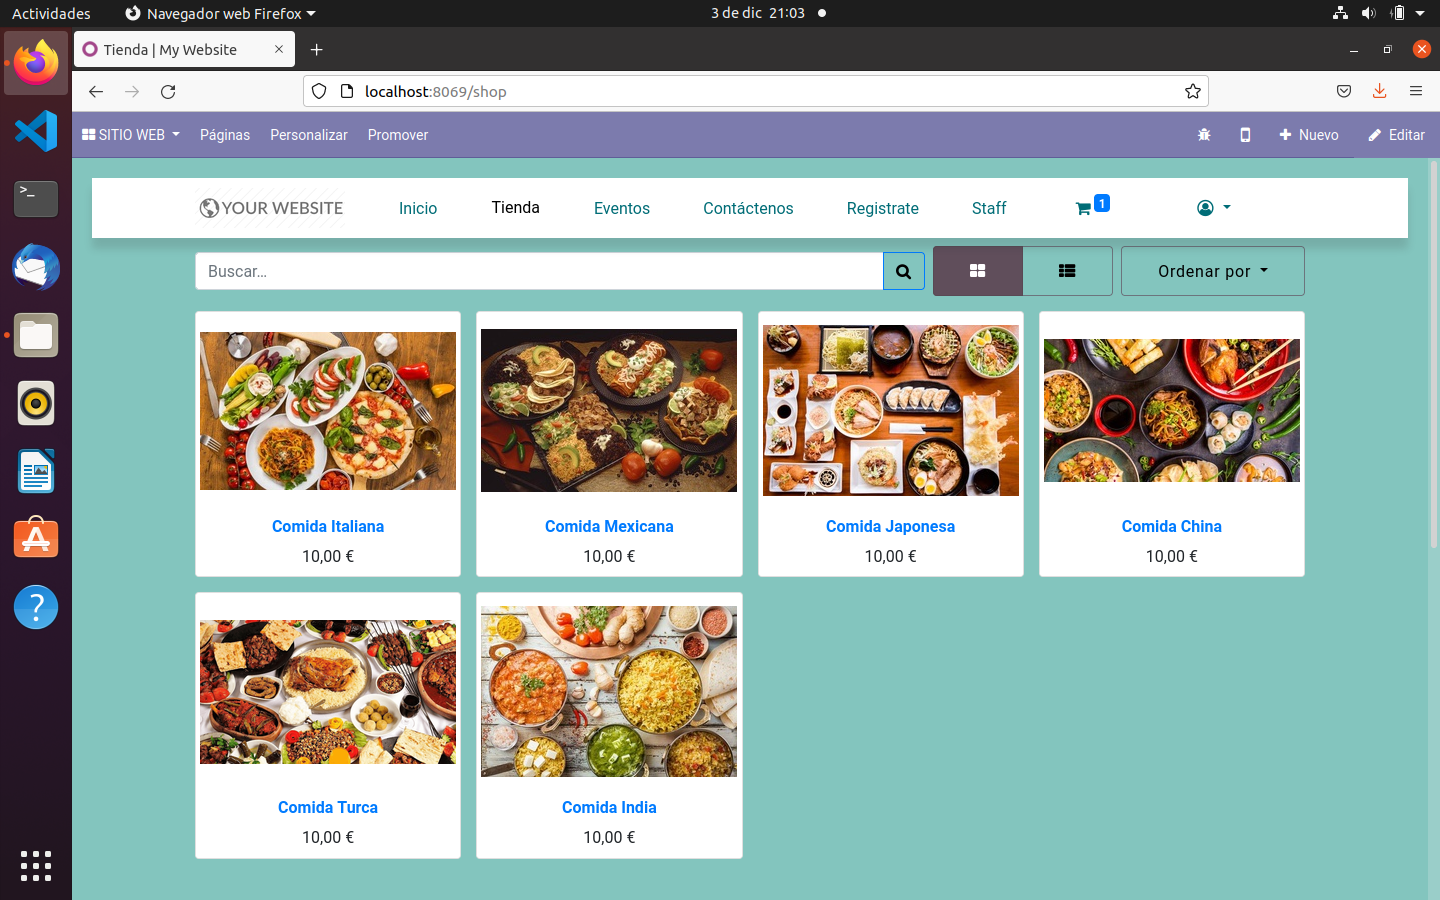 Actividades
Navegador web Firefox
3 de dic 21:03
Tienda | My Website
localhost:8069/shop
SITIO WEB
Páginas
Personalizar
Promover
Nuevo
Editar
YOUR WEBSITE
Inicio
Tienda
Eventos
Contáctenos
Registrate
Staff
1
Buscar...
Ordenar por
Comida Italiana
10,00 €
Comida Mexicana
10,00 €
Comida Japonesa
10,00 €
Comida China
10,00 €
Comida Turca
10,00 €
Comida India
10,00 €